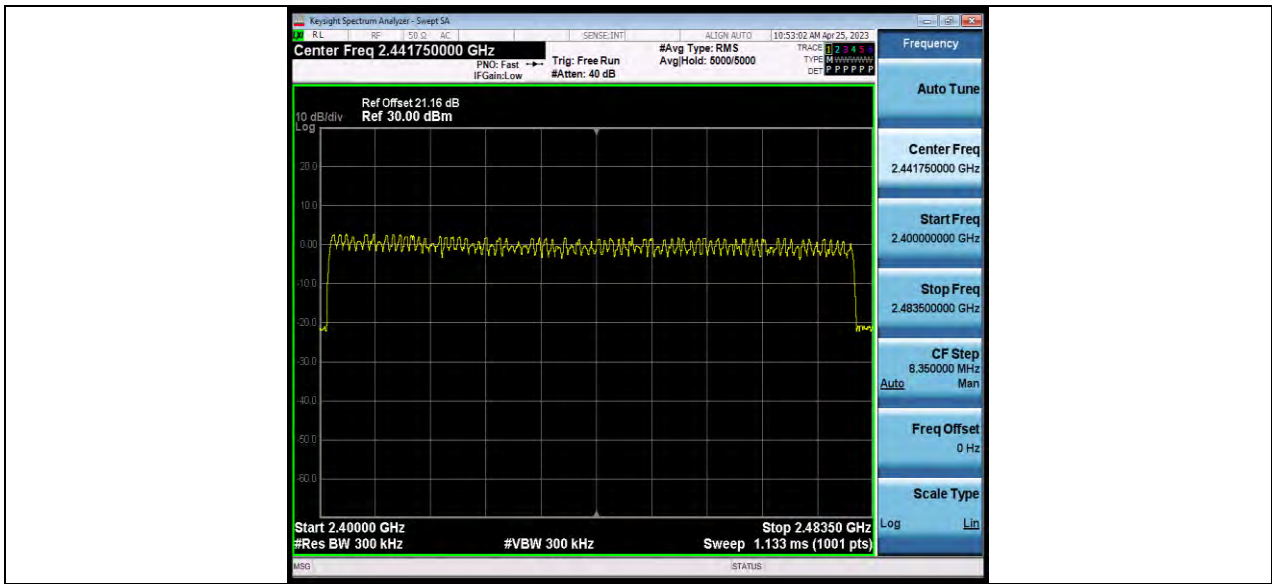 Keysight Spectrum Analyzer - Swept SA
RL RF 50 Ω AC SENSE:INT ALIGN AUTO 10:53:02 AM Apr 25, 2023
Center Freq 2.441750000 GHz
PNO: Fast
IFGain:Low
Trig: Free Run
#Atten: 40 dB
#Avg Type: RMS
Avg|Hold: 5000/5000
TRACE 1 2 3 4 5 6
TYPE M WWWWW
DET P P P P P P
Ref Offset 21.16 dB
10 dB/div Ref 30.00 dBm
Log
20.0
10.0
0.00
-10.0
-20.0
-30.0
-40.0
-50.0
-60.0
Start 2.40000 GHz Stop 2.48350 GHz
#Res BW 300 kHz #VBW 300 kHz Sweep 1.133 ms (1001 pts)
MSG STATUS
Frequency
Auto Tune
Center Freq
2.441750000 GHz
Start Freq
2.400000000 GHz
Stop Freq
2.483500000 GHz
CF Step
8.350000 MHz
Auto Man
Freq Offset
0 Hz
Scale Type
Log Lin